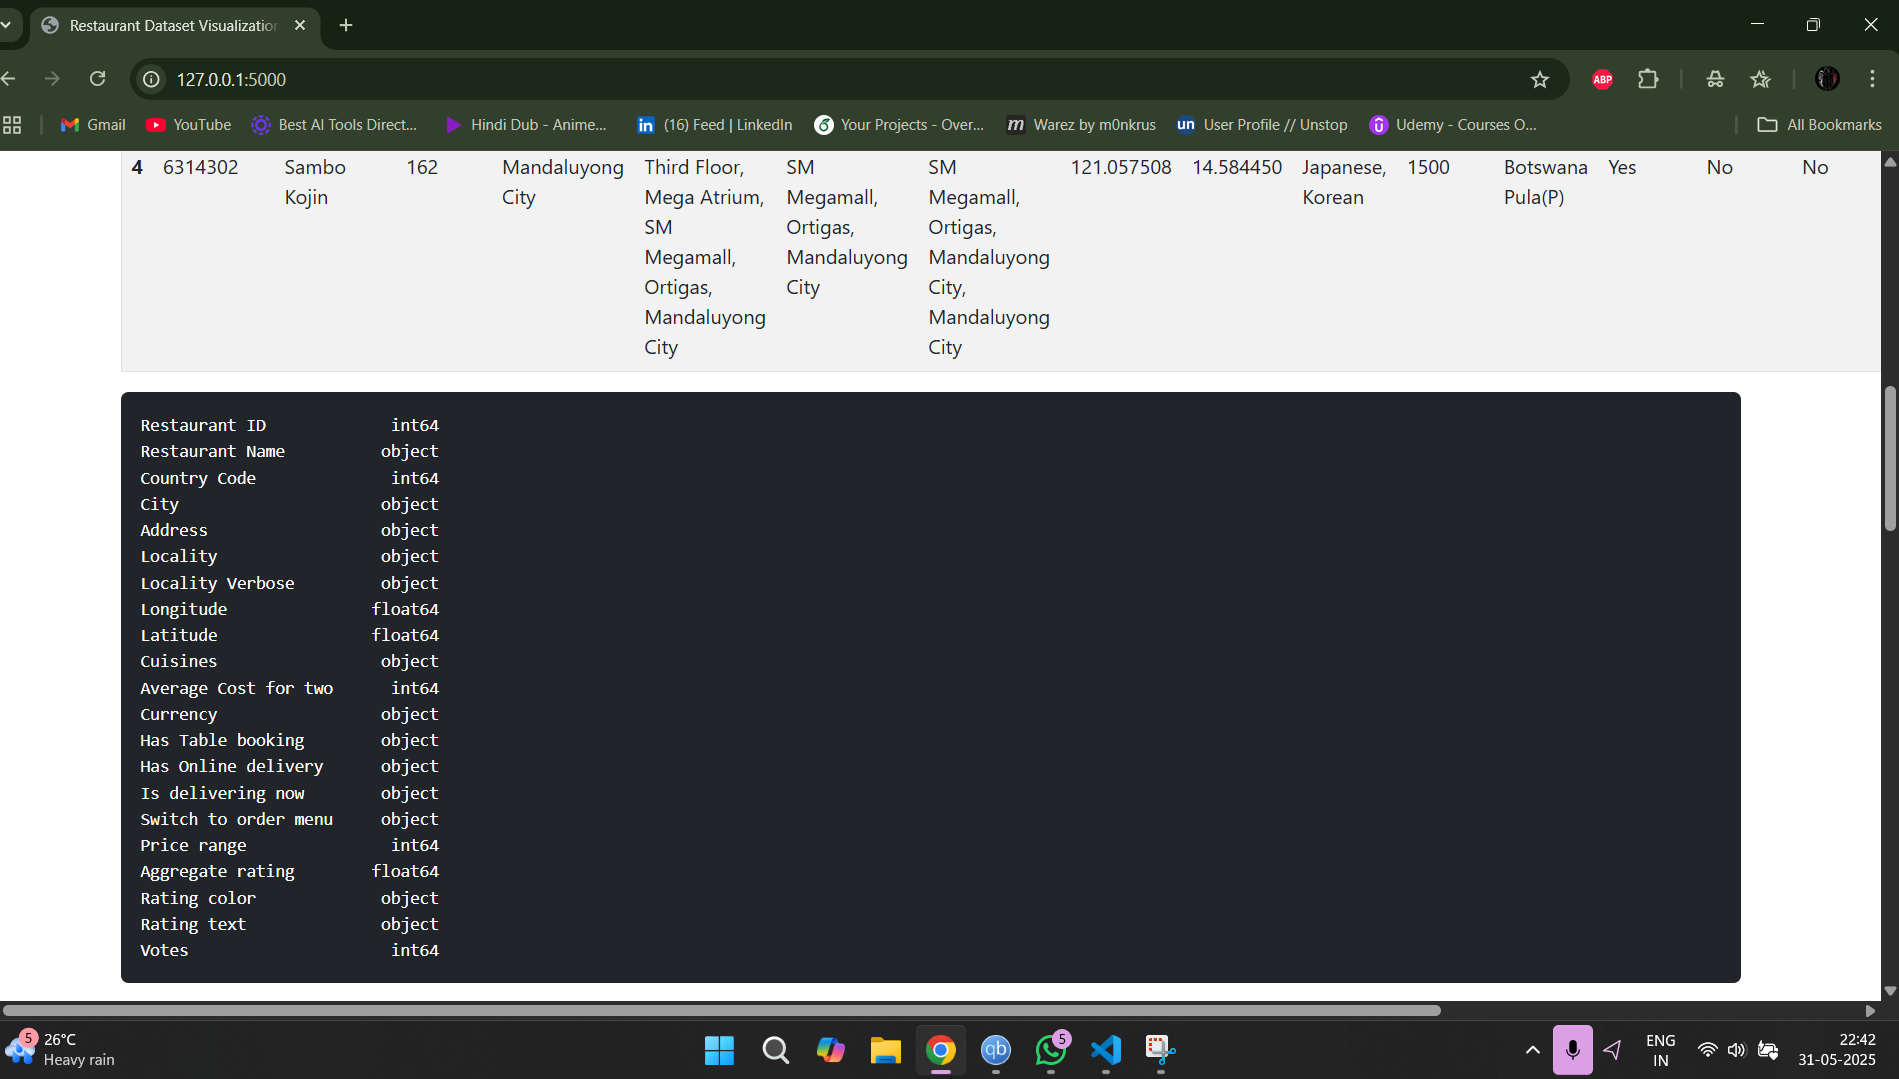 Restaurant Dataset Visualization
127.0.0.1:5000
ABP
Gmail
YouTube
Best AI Tools Direct...
Hindi Dub - Anime...
in
(16) Feed | LinkedIn
Your Projects - Over...
m
Warez by m0nkrus
un
User Profile // Unstop
Udemy - Courses O...
All Bookmarks
4 6314302 Sambo 162 Mandaluyong Third Floor, SM SM 121.057508 14.584450 Japanese, 1500 Botswana Yes No No
Kojin City Mega Atrium, Megamall, Megamall, Korean Pula(P)
SM Ortigas, Ortigas,
Megamall, Mandaluyong Mandaluyong
Ortigas, City City,
Mandaluyong Mandaluyong
City City
Restaurant ID int64
Restaurant Name object
Country Code int64
City object
Address object
Locality object
Locality Verbose object
Longitude float64
Latitude float64
Cuisines object
Average Cost for two int64
Currency object
Has Table booking object
Has Online delivery object
Is delivering now object
Switch to order menu object
Price range int64
Aggregate rating float64
Rating color object
Rating text object
Votes int64
5
26°C
Heavy rain
qb
5
ENG
IN
22:42
31-05-2025